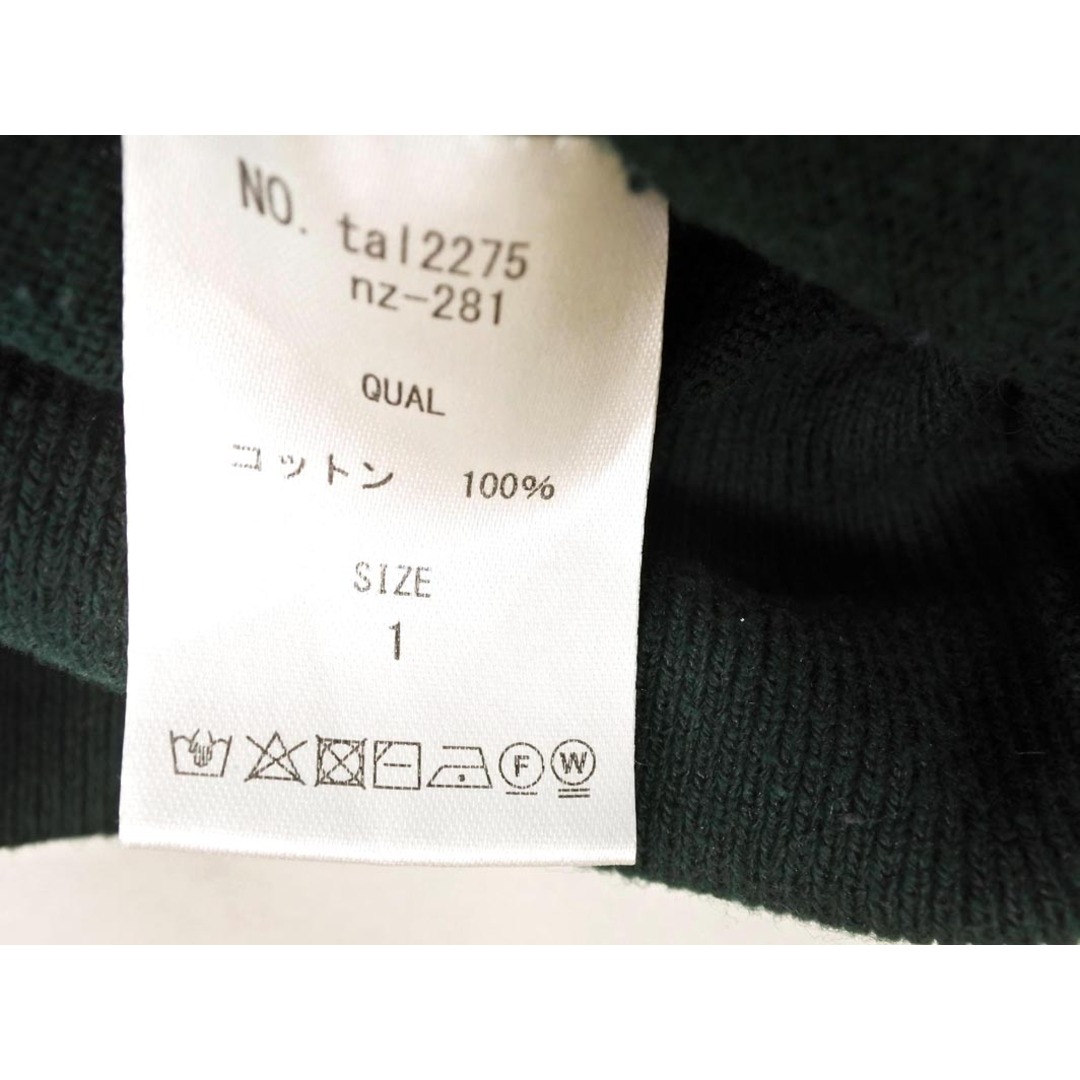 NO. tal2275
nz-281
QUAL
コットン 100%
SIZE
1
F W